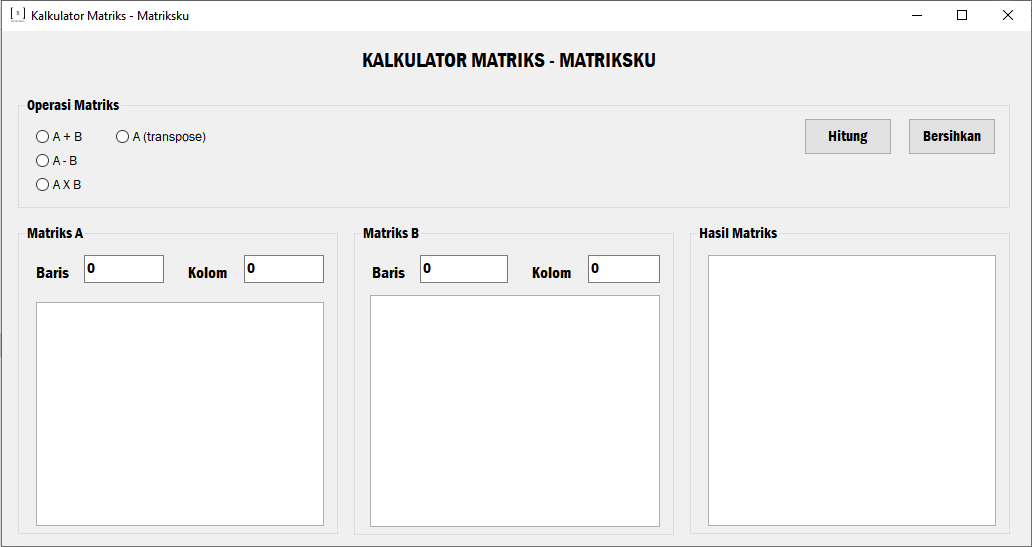 Kalkulator Matriks - Matriksku
KALKULATOR MATRIKS - MATRIKSKU
Operasi Matriks
A + B
A (transpose)
A - B
A X B
Hitung
Bersihkan
Matriks A
Baris 0 Kolom 0
Matriks B
Baris 0 Kolom 0
Hasil Matriks